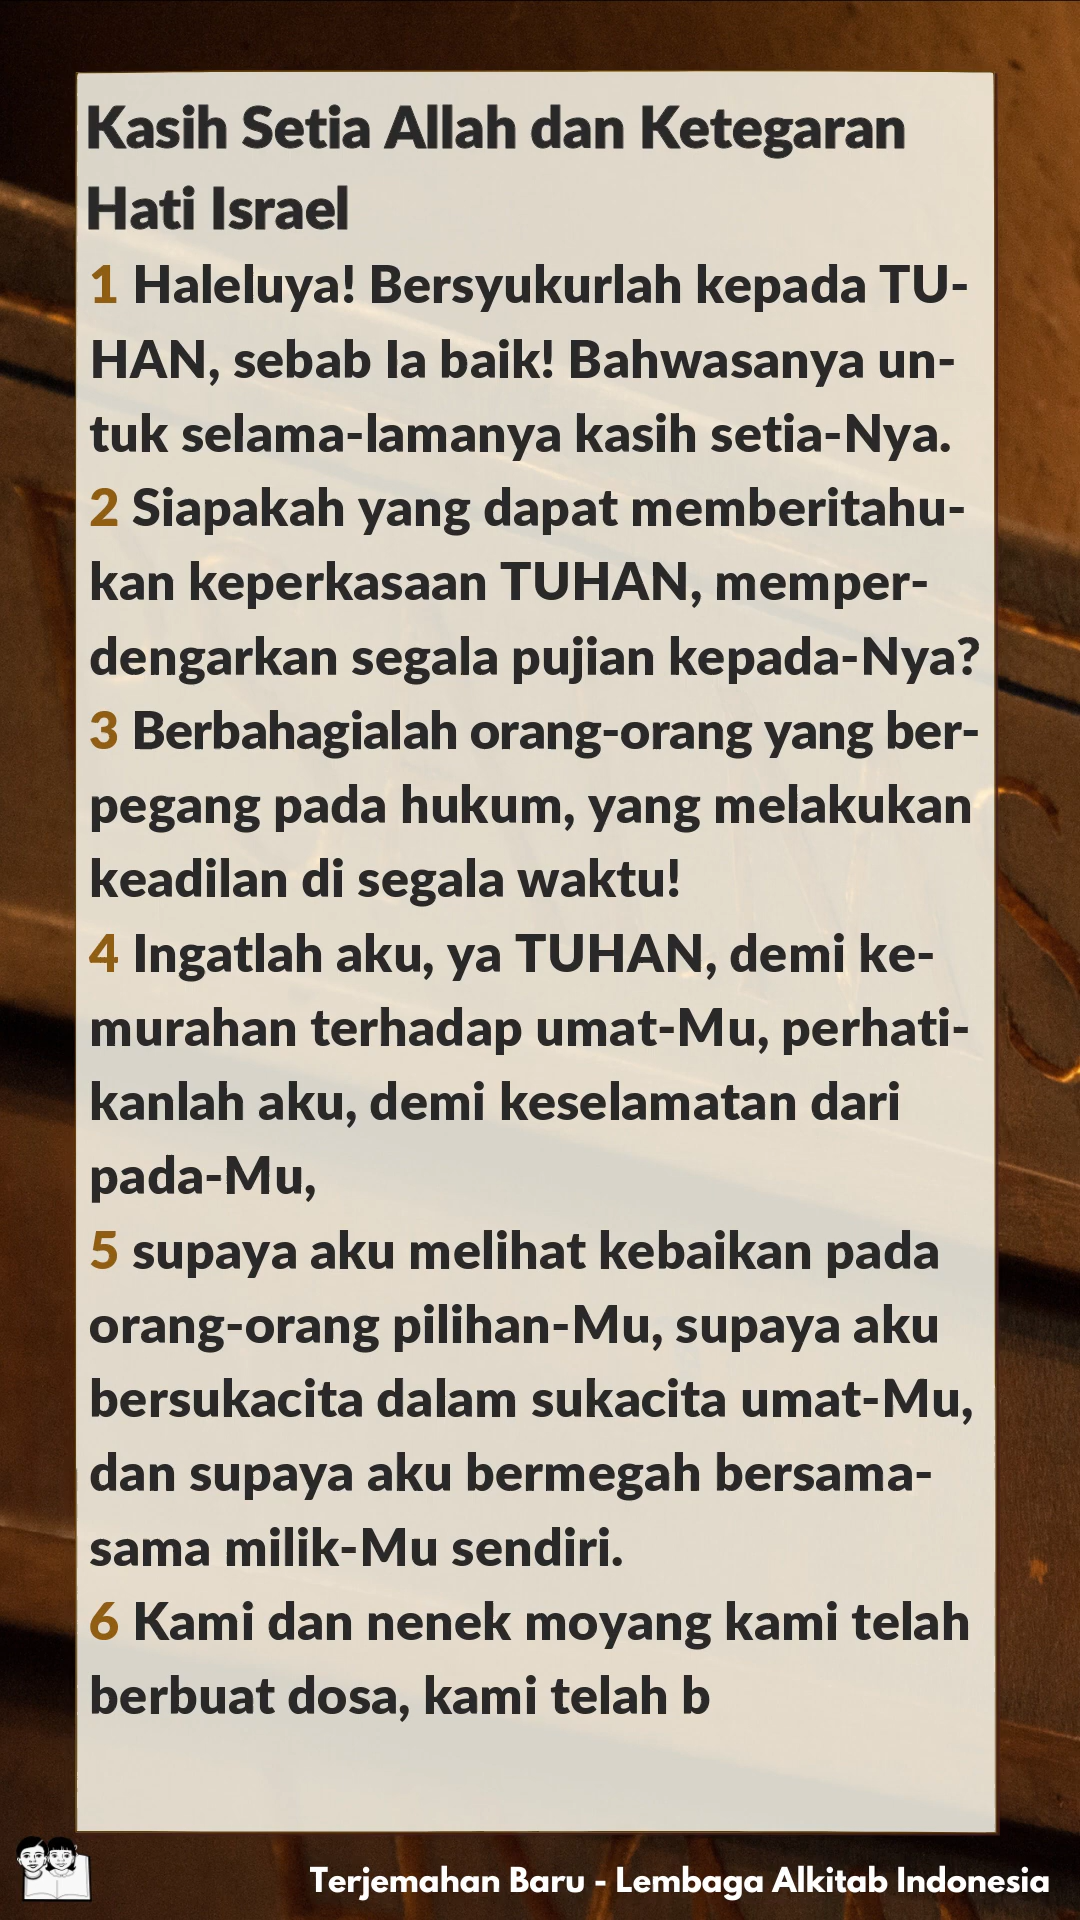 Kasih Setia Allah dan Ketegaran
Hati Israel
1 Haleluya! Bersyukurlah kepada TU-
HAN, sebab Ia baik! Bahwasanya un-
tuk selama-lamanya kasih setia-Nya.
2 Siapakah yang dapat memberitahu-
kan keperkasaan TUHAN, memper-
dengarkan segala pujian kepada-Nya?
3 Berbahagialah orang-orang yang ber-
pegang pada hukum, yang melakukan
keadilan di segala waktu!
4 Ingatlah aku, ya TUHAN, demi ke-
murahan terhadap umat-Mu, perhati-
kanlah aku, demi keselamatan dari
pada-Mu,
5 supaya aku melihat kebaikan pada
orang-orang pilihan-Mu, supaya aku
bersukacita dalam sukacita umat-Mu,
dan supaya aku bermegah bersama-
sama milik-Mu sendiri.
6 Kami dan nenek moyang kami telah
berbuat dosa, kami telah b
Terjemahan Baru - Lembaga Alkitab Indonesia